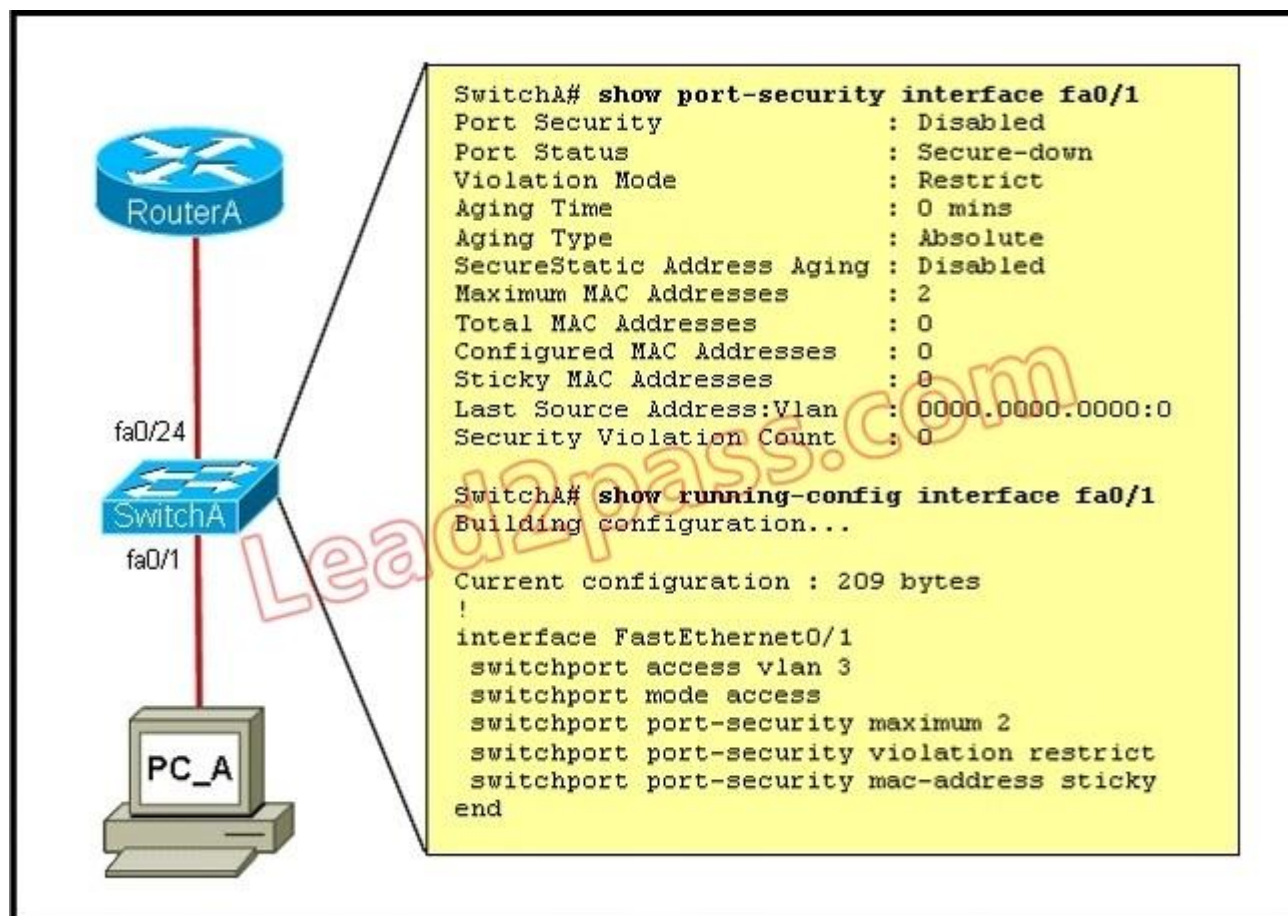 SwitchA# show port-security interface fa0/1
Port Security : Disabled
Port Status : Secure-down
Violation Mode : Restrict
Aging Time : 0 mins
Aging Type : Absolute
SecureStatic Address Aging : Disabled
Maximum MAC Addresses : 2
Total MAC Addresses : 0
Configured MAC Addresses : 0
Sticky MAC Addresses : 0
Last Source Address:Vlan : 0000.0000.0000:0
Security Violation Count : 0
SwitchA# show running-config interface fa0/1
Building configuration...
Current configuration : 209 bytes
!
interface FastEthernet0/1
switchport access vlan 3
switchport mode access
switchport port-security maximum 2
switchport port-security violation restrict
switchport port-security mac-address sticky
end
RouterA
fa0/24
SwitchA
fa0/1
PC_A
Lead2pass.com